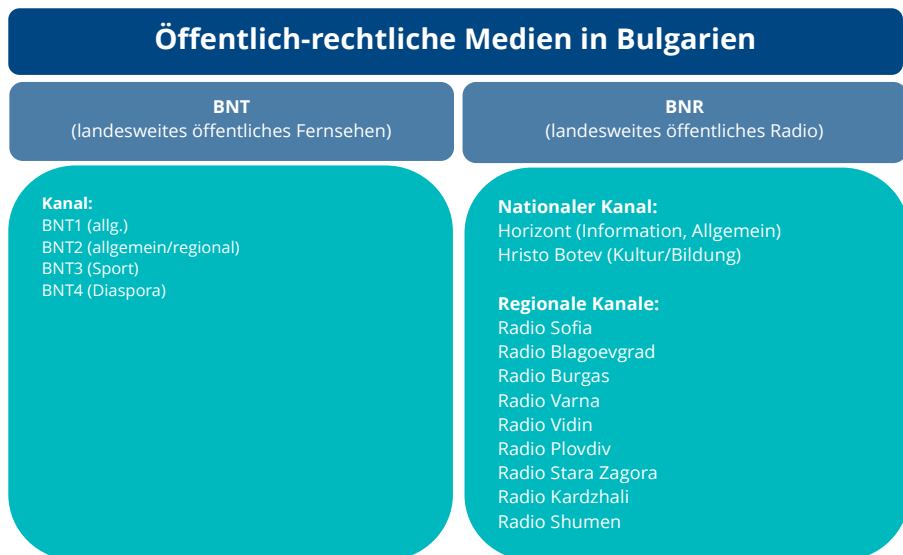 Öffentlich-rechtliche Medien in Bulgarien
BNT
(landesweites öffentliches Fernsehen)
Kanal:
BNT1 (allg.)
BNT2 (allgemein/regional)
BNT3 (Sport)
BNT4 (Diaspora)
BNR
(landesweites öffentliches Radio)
Nationaler Kanal:
Horizont (Information, Allgemein)
Hristo Botev (Kultur/Bildung)
Regionale Kanale:
Radio Sofia
Radio Blagoevgrad
Radio Burgas
Radio Varna
Radio Vidin
Radio Plovdiv
Radio Stara Zagora
Radio Kardzhali
Radio Shumen